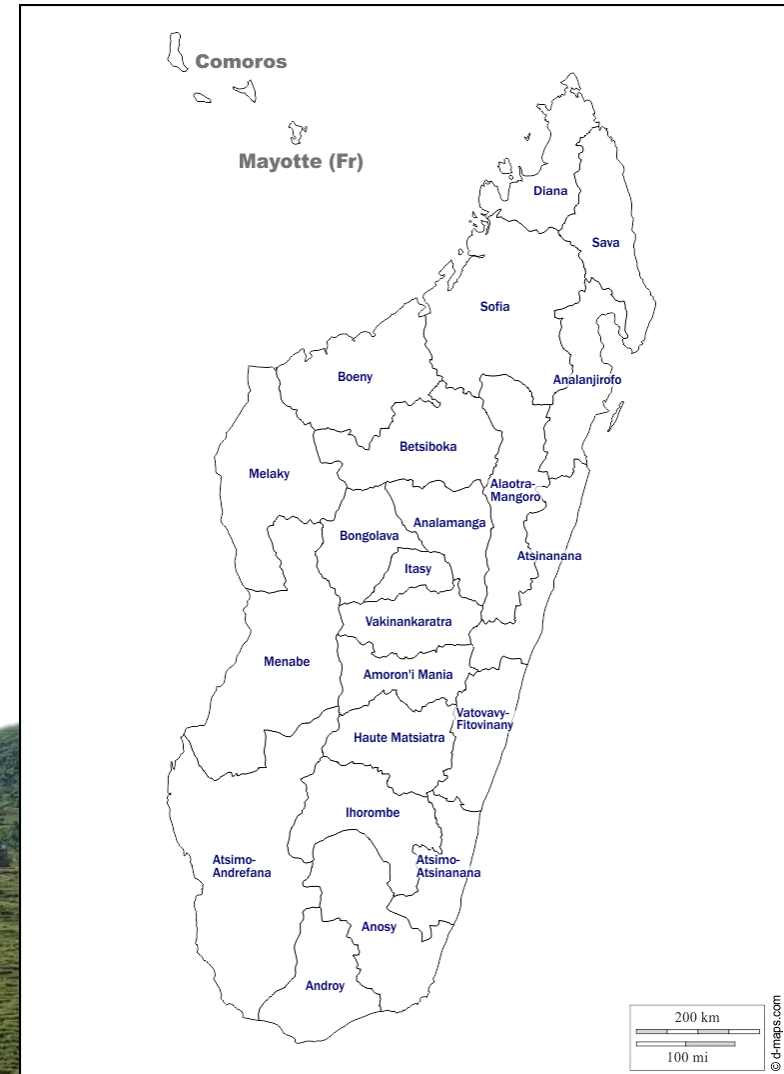 Comoros
Mayotte (Fr)
Diana
Sava
Sofia
Boeny
Analanjirofo
Betsiboka
Melaky
Alaotra-
Mangoro
Analamanga
Bongolava
Atsinanana
Itasy
Vakinankaratra
Menabe
Amoron'i Mania
Vatovavy-
Fitovinany
Haute Matsiatra
Ihorombe
Atsimo-
Andrefana
Atsimo-
Atsinanana
Anosy
Androy
200 km
100 mi
© d-maps.com